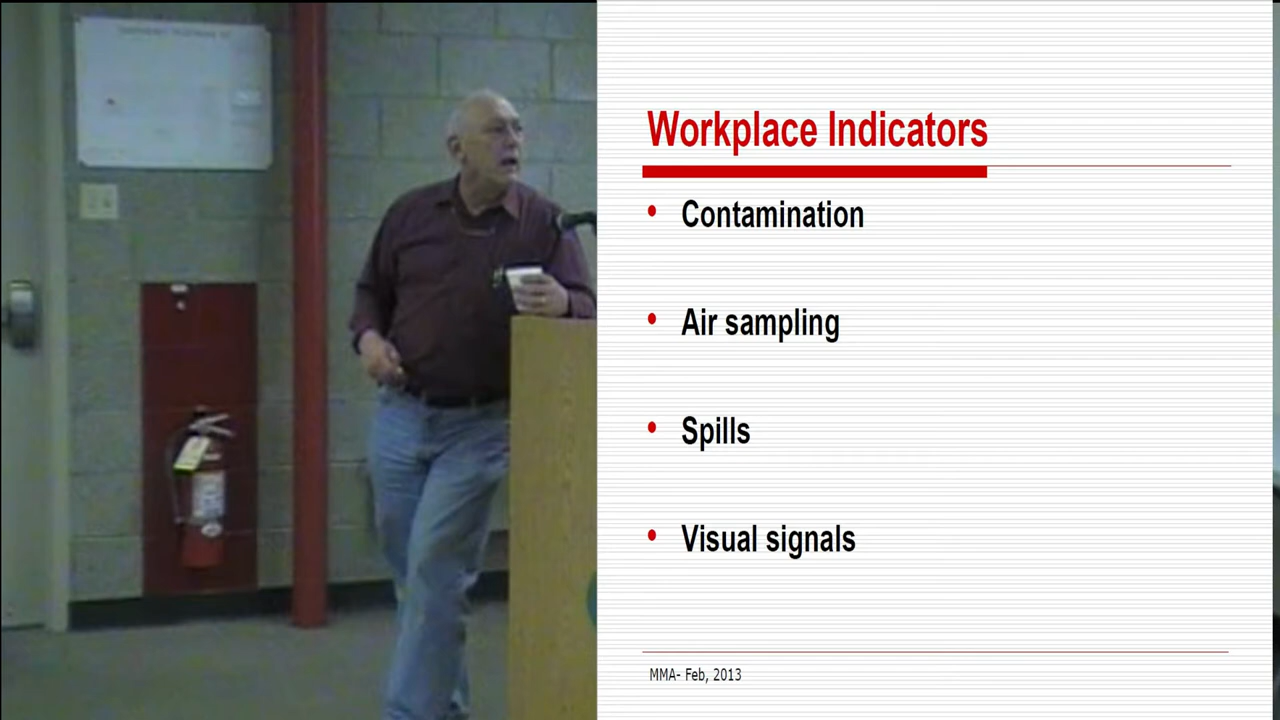 Workplace Indicators
• Contamination
• Air sampling
• Spills
• Visual signals
MMA- Feb, 2013